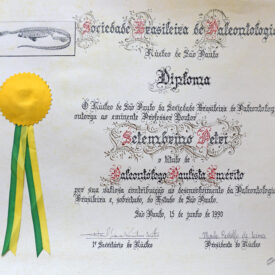 Sociedade Brasileira de Paleontologia
Núcleo de São Paulo
Diploma
O Núcleo de São Paulo da Sociedade Brasileira de Paleontologia
outorga ao eminente Professor Doutor
Setembrino Petri
o título de
Paleontólogo Paulista Emérito
por sua valiosa contribuição ao desenvolvimento da Paleontologia
Brasileira e, sobretudo, do Estado de São Paulo.
São Paulo, 15 de junho de 1990
1º Secretário do Núcleo
Presidente do Núcleo